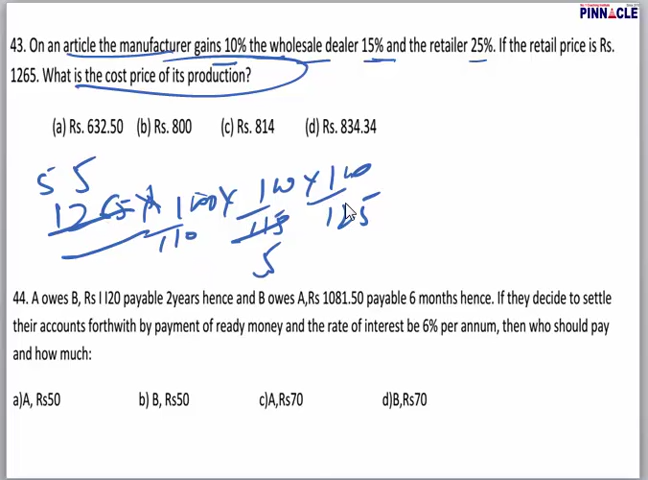 PINNACLE
43. On an article the manufacturer gains 10% the wholesale dealer 15% and the retailer 25%. If the retail price is Rs.
1265. What is the cost price of its production?
(a) Rs. 632.50 (b) Rs. 800 (c) Rs. 814 (d) Rs. 834.34
5 5
1265 × 100 × 100 × 100
110 115 125
5
44. A owes B, Rs I I20 payable 2years hence and B owes A,Rs 1081.50 payable 6 months hence. If they decide to settle
their accounts forthwith by payment of ready money and the rate of interest be 6% per annum, then who should pay
and how much:
a)A, Rs50 b) B, Rs50 c)A,Rs70 d)B,Rs70